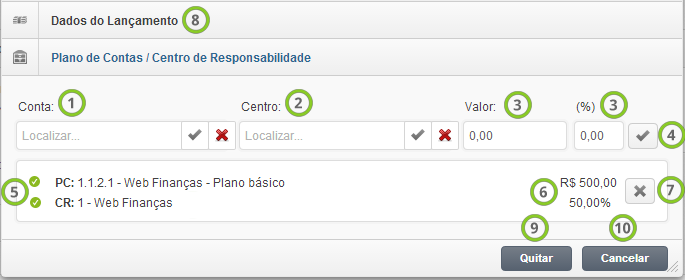 Dados do Lançamento 8
Plano de Contas / Centro de Responsabilidade
Conta: 1 Centro: 2 Valor: 3 (%) 3
Localizar... Localizar... 0,00 0,00 4
5 PC: 1.1.2.1 - Web Finanças - Plano básico 6 R$ 500,00 7
CR: 1 - Web Finanças 50,00%
9 10
Quitar Cancelar